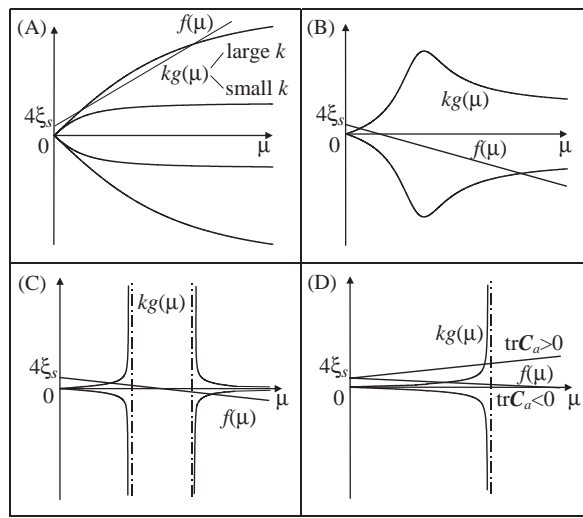 (A)
f(μ)
kg(μ)
large k
small k
4ξs
0
μ
(B)
kg(μ)
4ξs
0
f(μ)
μ
(C)
kg(μ)
4ξs
0
f(μ)
μ
(D)
kg(μ)
trCa>0
4ξs
0
f(μ)
trCa<0
μ